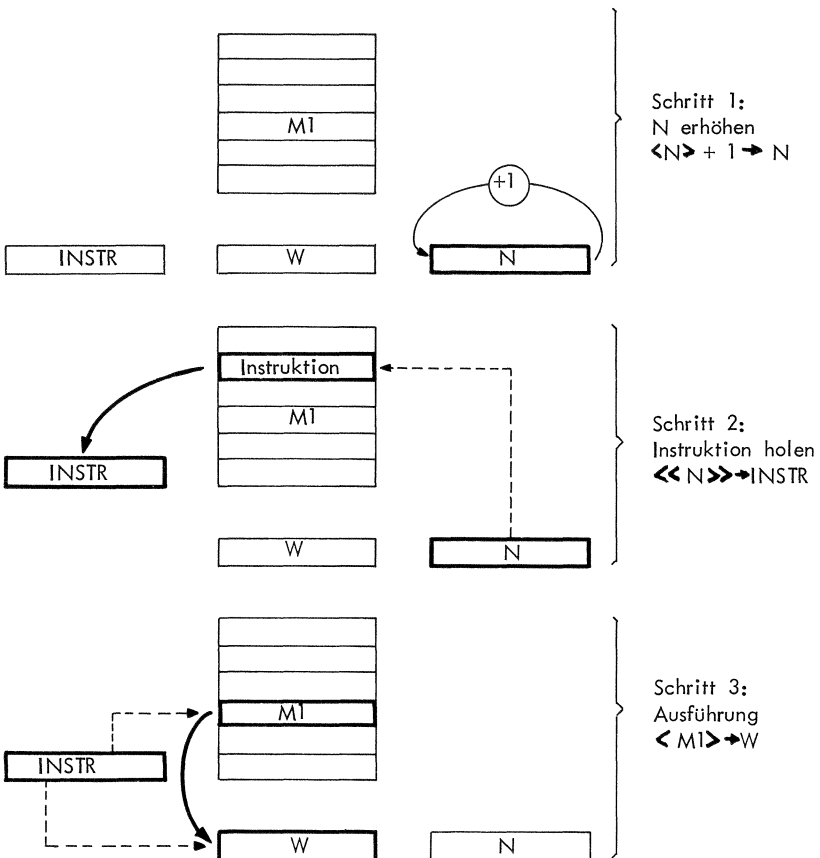 M1
Schritt 1:
N erhöhen
<N> + 1 → N
+1
INSTR
W
N
Instruktion
M1
Schritt 2:
Instruktion holen
<< N >>→INSTR
INSTR
W
N
M1
Schritt 3:
Ausführung
< M1> →W
INSTR
W
N